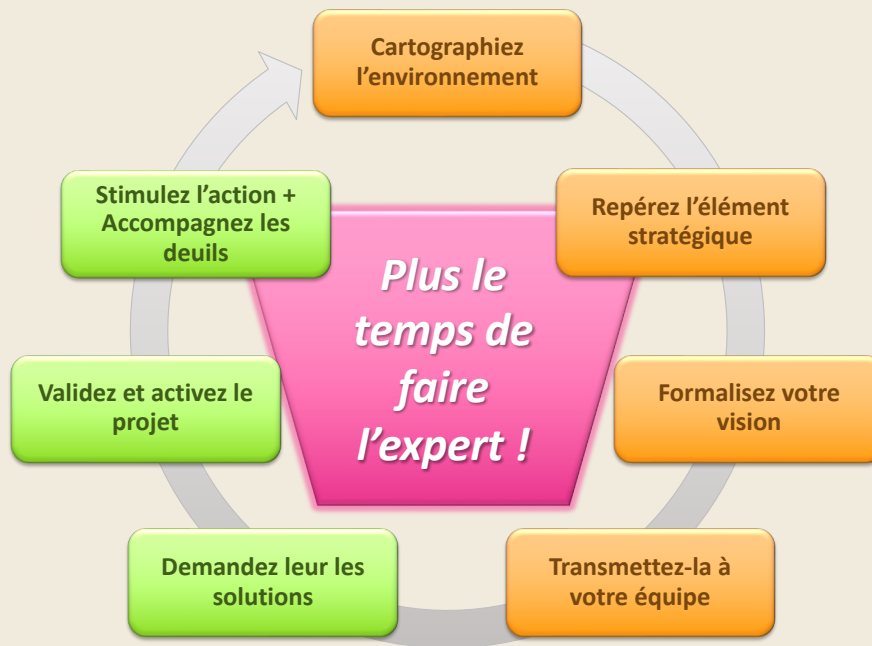 Cartographiez
l’environnement
Repérez l’élément
stratégique
Formalisez votre
vision
Transmettez-la à
votre équipe
Demandez leur les
solutions
Validez et activez le
projet
Stimulez l’action +
Accompagnez les
deuils
Plus le
temps de
faire
l’expert !